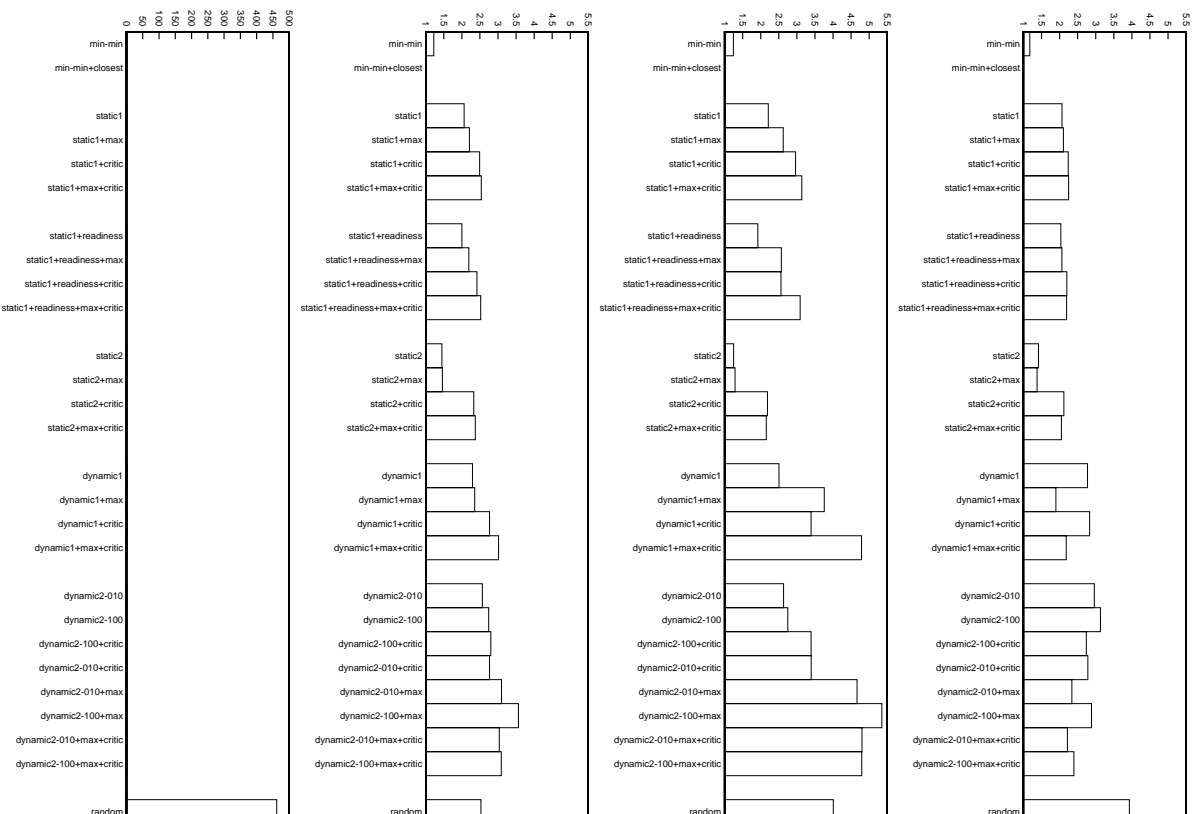 0 50 100 150 200 250 300 350 400 450 500
min-min
min-min+closest
static1
static1+max
static1+critic
static1+max+critic
static1+readiness
static1+readiness+max
static1+readiness+critic
static1+readiness+max+critic
static2
static2+max
static2+critic
static2+max+critic
dynamic1
dynamic1+max
dynamic1+critic
dynamic1+max+critic
dynamic2-010
dynamic2-100
dynamic2-100+critic
dynamic2-010+critic
dynamic2-010+max
dynamic2-100+max
dynamic2-010+max+critic
dynamic2-100+max+critic
random
1 1.5 2 2.5 3 3.5 4 4.5 5 5.5
min-min
min-min+closest
static1
static1+max
static1+critic
static1+max+critic
static1+readiness
static1+readiness+max
static1+readiness+critic
static1+readiness+max+critic
static2
static2+max
static2+critic
static2+max+critic
dynamic1
dynamic1+max
dynamic1+critic
dynamic1+max+critic
dynamic2-010
dynamic2-100
dynamic2-100+critic
dynamic2-010+critic
dynamic2-010+max
dynamic2-100+max
dynamic2-010+max+critic
dynamic2-100+max+critic
random
1 1.5 2 2.5 3 3.5 4 4.5 5 5.5
min-min
min-min+closest
static1
static1+max
static1+critic
static1+max+critic
static1+readiness
static1+readiness+max
static1+readiness+critic
static1+readiness+max+critic
static2
static2+max
static2+critic
static2+max+critic
dynamic1
dynamic1+max
dynamic1+critic
dynamic1+max+critic
dynamic2-010
dynamic2-100
dynamic2-100+critic
dynamic2-010+critic
dynamic2-010+max
dynamic2-100+max
dynamic2-010+max+critic
dynamic2-100+max+critic
random
1 1.5 2 2.5 3 3.5 4 4.5 5 5.5
min-min
min-min+closest
static1
static1+max
static1+critic
static1+max+critic
static1+readiness
static1+readiness+max
static1+readiness+critic
static1+readiness+max+critic
static2
static2+max
static2+critic
static2+max+critic
dynamic1
dynamic1+max
dynamic1+critic
dynamic1+max+critic
dynamic2-010
dynamic2-100
dynamic2-100+critic
dynamic2-010+critic
dynamic2-010+max
dynamic2-100+max
dynamic2-010+max+critic
dynamic2-100+max+critic
random